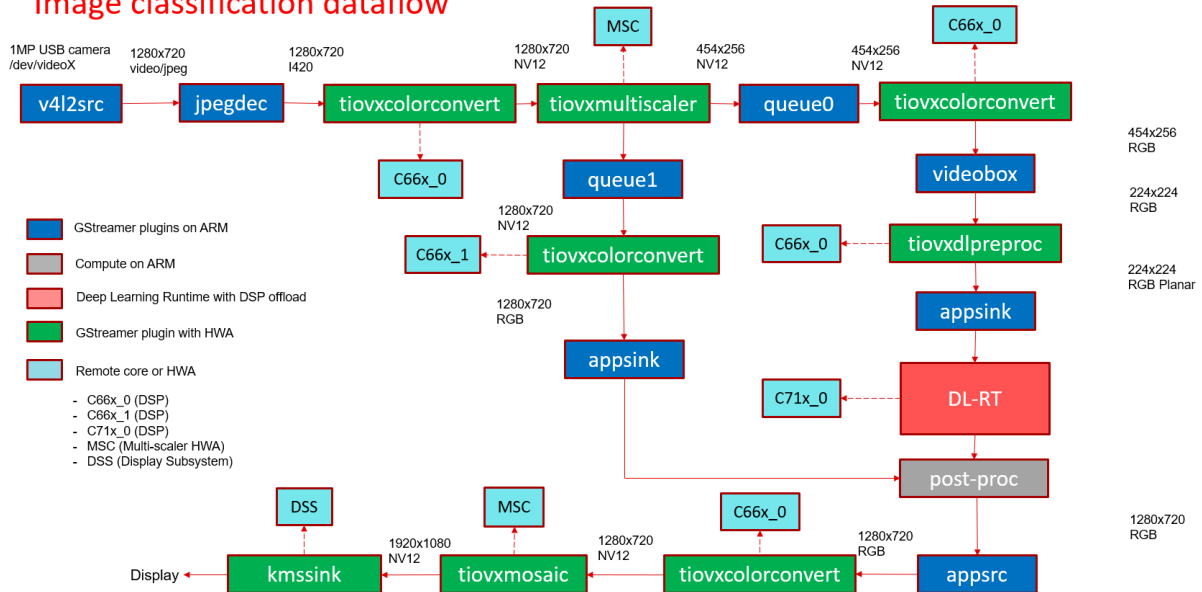 Image classification dataflow
1MP USB camera
/dev/videoX
1280x720
video/jpeg
1280x720
I420
1280x720
NV12
MSC
454x256
NV12
454x256
NV12
C66x_0
v4l2src
jpegdec
tiovxcolorconvert
tiovxmultiscaler
queue0
tiovxcolorconvert
C66x_0
queue1
454x256
RGB
videobox
224x224
RGB
1280x720
NV12
C66x_1
tiovxcolorconvert
C66x_0
tiovxdlpreproc
224x224
RGB Planar
1280x720
RGB
appsink
appsink
C71x_0
DL-RT
post-proc
GStreamer plugins on ARM
Compute on ARM
Deep Learning Runtime with DSP offload
GStreamer plugin with HWA
Remote core or HWA
- C66x_0 (DSP)
- C66x_1 (DSP)
- C71x_0 (DSP)
- MSC (Multi-scaler HWA)
- DSS (Display Subsystem)
DSS
MSC
C66x_0
1280x720
RGB
1920x1080
NV12
1280x720
NV12
1280x720
RGB
Display
kmssink
tiovxmosaic
tiovxcolorconvert
appsrc